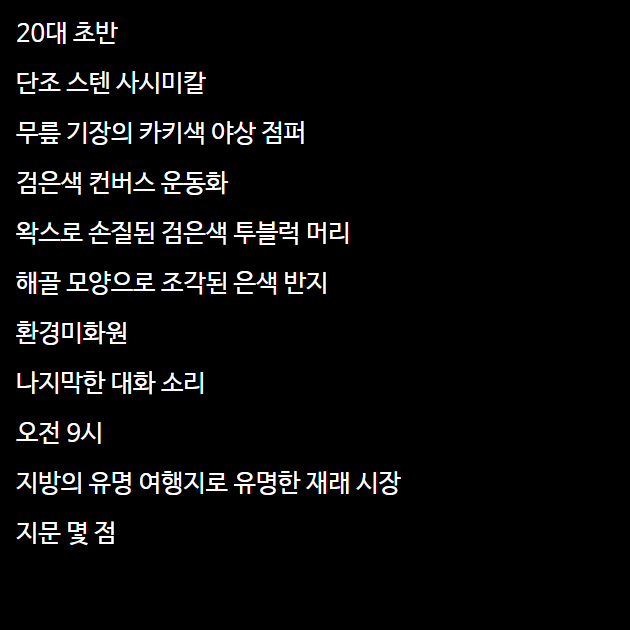 20대 초반
단조 스텐 사시미칼
무릎 기장의 카키색 야상 점퍼
검은색 컨버스 운동화
왁스로 손질된 검은색 투블럭 머리
해골 모양으로 조각된 은색 반지
환경미화원
나지막한 대화 소리
오전 9시
지방의 유명 여행지로 유명한 재래 시장
지문 몇 점